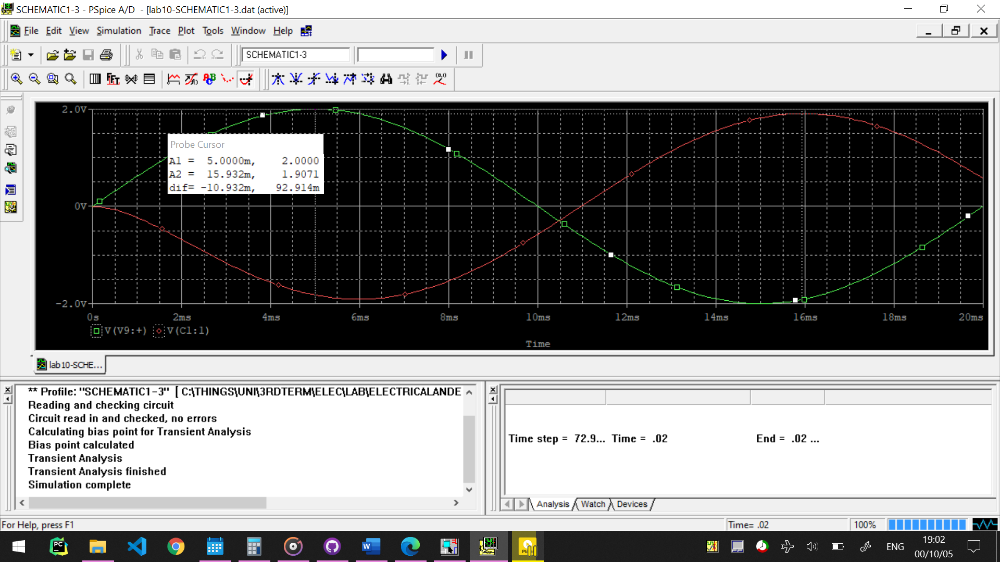 SCHEMATIC1-3 - PSpice A/D - [lab10-SCHEMATIC1-3.dat (active)]
File Edit View Simulation Trace Plot Tools Window Help
SCHEMATIC1-3
2.0V
0V
-2.0V
Probe Cursor
A1 = 5.0000m, 2.0000
A2 = 15.932m, 1.9071
dif= -10.932m, 92.914m
0s 2ms 4ms 6ms 8ms 10ms 12ms 14ms 16ms 18ms 20ms
V(V9:+) V(C1:1)
Time
lab10-SCHE...
** Profile: "SCHEMATIC1-3" [ C:\THINGS\UNI\3RDTERM\ELEC\LAB\ELECTRICALANDE
Reading and checking circuit
Circuit read in and checked, no errors
Calculating bias point for Transient Analysis
Bias point calculated
Transient Analysis
Transient Analysis finished
Simulation complete
Time step = 72.9... Time = .02 End = .02 ...
Analysis Watch Devices
For Help, press F1
Time= .02 100%
ENG
19:02
00/10/05